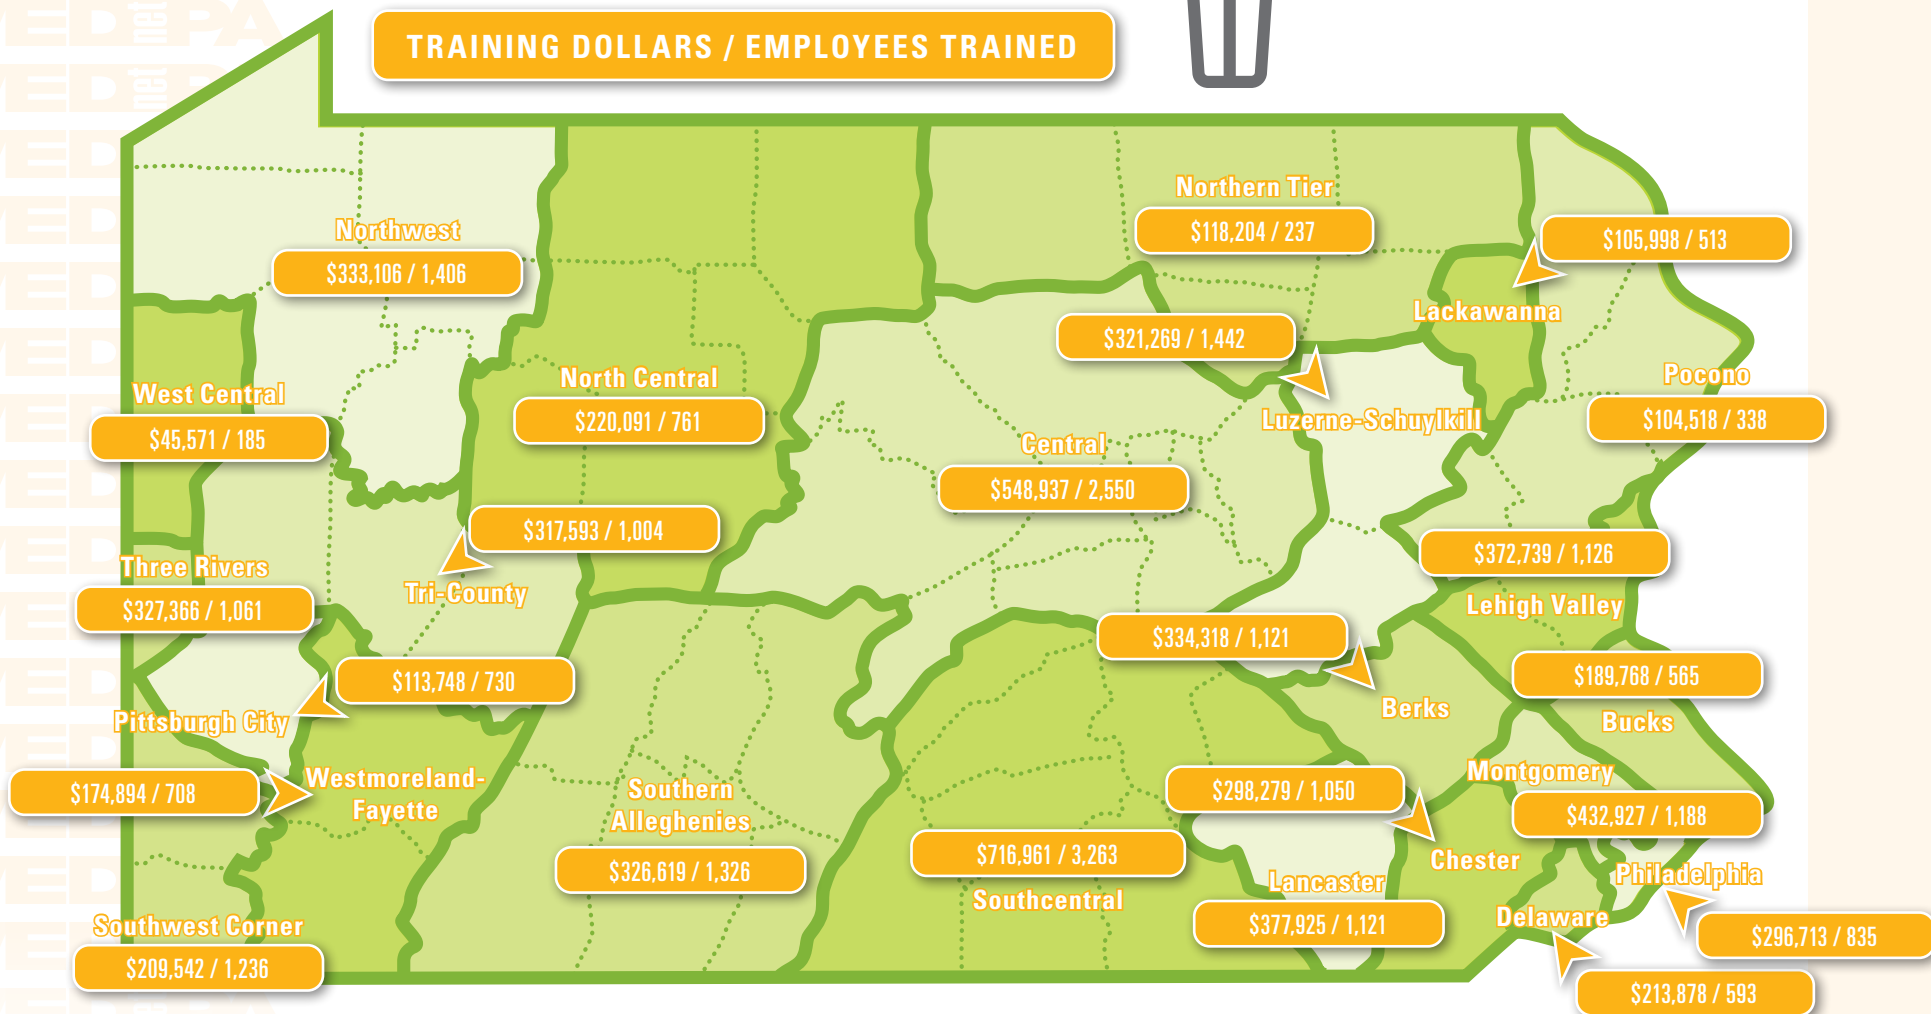 TRAINING DOLLARS / EMPLOYEES TRAINED
Northwest
$333,106 / 1,406
Northern Tier
$118,204 / 237
$105,998 / 513
Lackawanna
$321,269 / 1,442
Luzerne-Schuylkill
Pocono
$104,518 / 338
West Central
$45,571 / 185
North Central
$220,091 / 761
Central
$548,937 / 2,550
$317,593 / 1,004
Tri-County
Three Rivers
$327,366 / 1,061
$372,739 / 1,126
Lehigh Valley
$334,318 / 1,121
Berks
$113,748 / 730
Pittsburgh City
$189,768 / 565
Bucks
$174,894 / 708
Westmoreland-
Fayette
Southern
Alleghenies
$326,619 / 1,326
$298,279 / 1,050
Chester
Montgomery
$432,927 / 1,188
$716,961 / 3,263
Southcentral
Lancaster
$377,925 / 1,121
Philadelphia
$296,713 / 835
Delaware
$213,878 / 593
Southwest Corner
$209,542 / 1,236